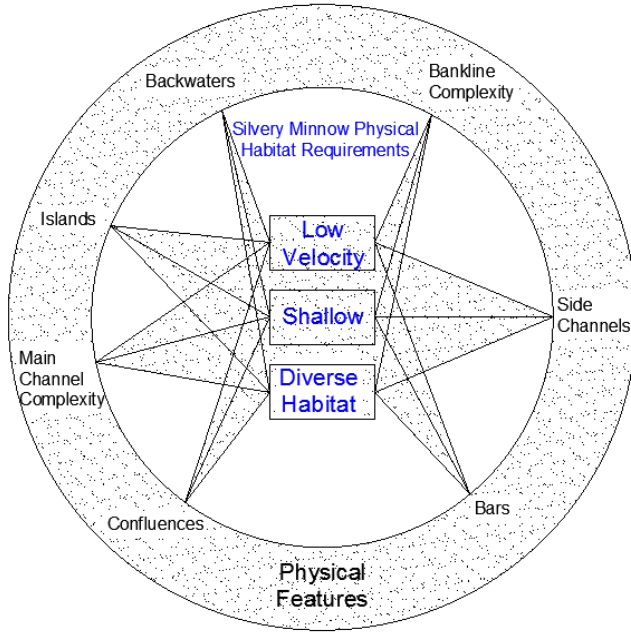 Backwaters
Bankline
Complexity
Silvery Minnow Physical
Habitat Requirements
Islands
Low
Velocity
Shallow
Side
Channels
Main
Channel
Complexity
Diverse
Habitat
Confluences
Bars
Physical
Features